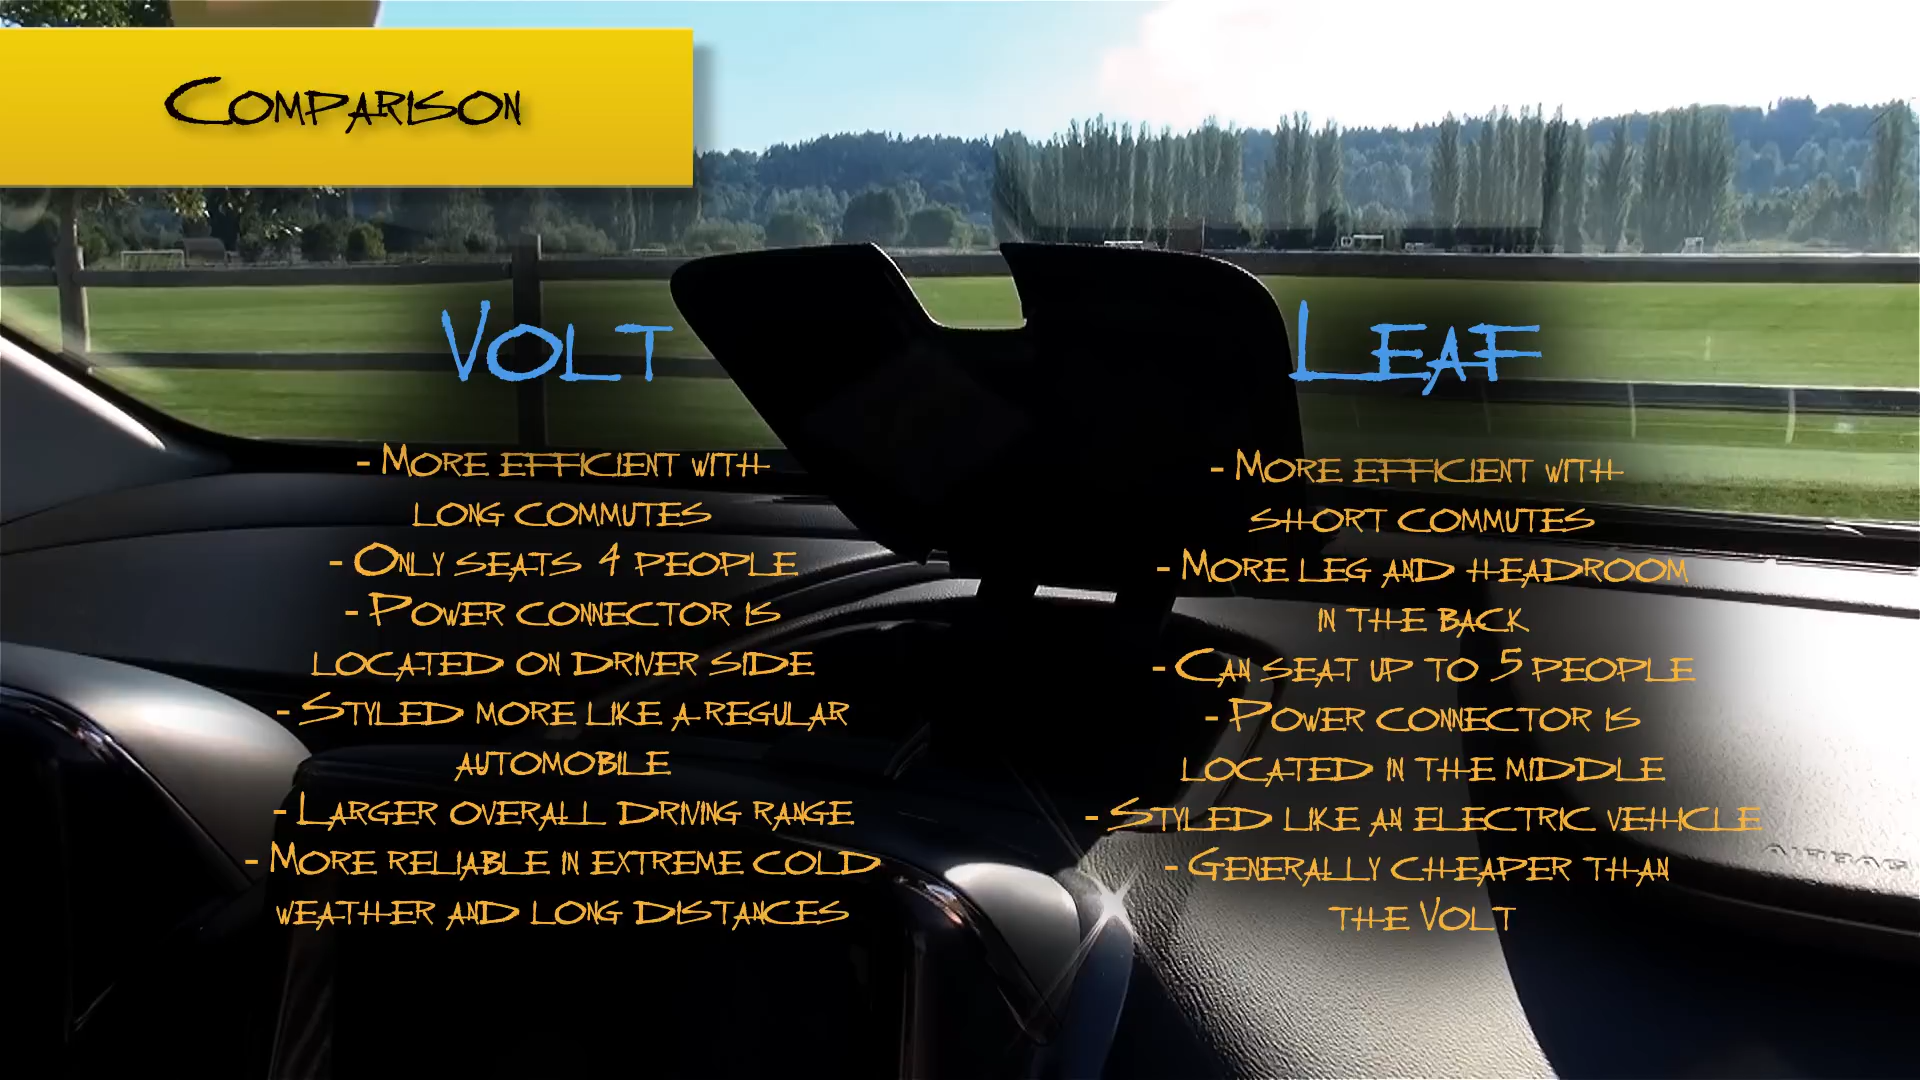 Comparison
Volt
- More efficient with
long commutes
- Only seats 4 people
- Power connector is
located on driver side
- Styled more like a regular
automobile
- Larger overall driving range
- More reliable in extreme cold
weather and long distances
Leaf
- More efficient with
short commutes
- More leg and headroom
in the back
- Can seat up to 5 people
- Power connector is
located in the middle
- Styled like an electric vehicle
- Generally cheaper than
the Volt
AIRBAG